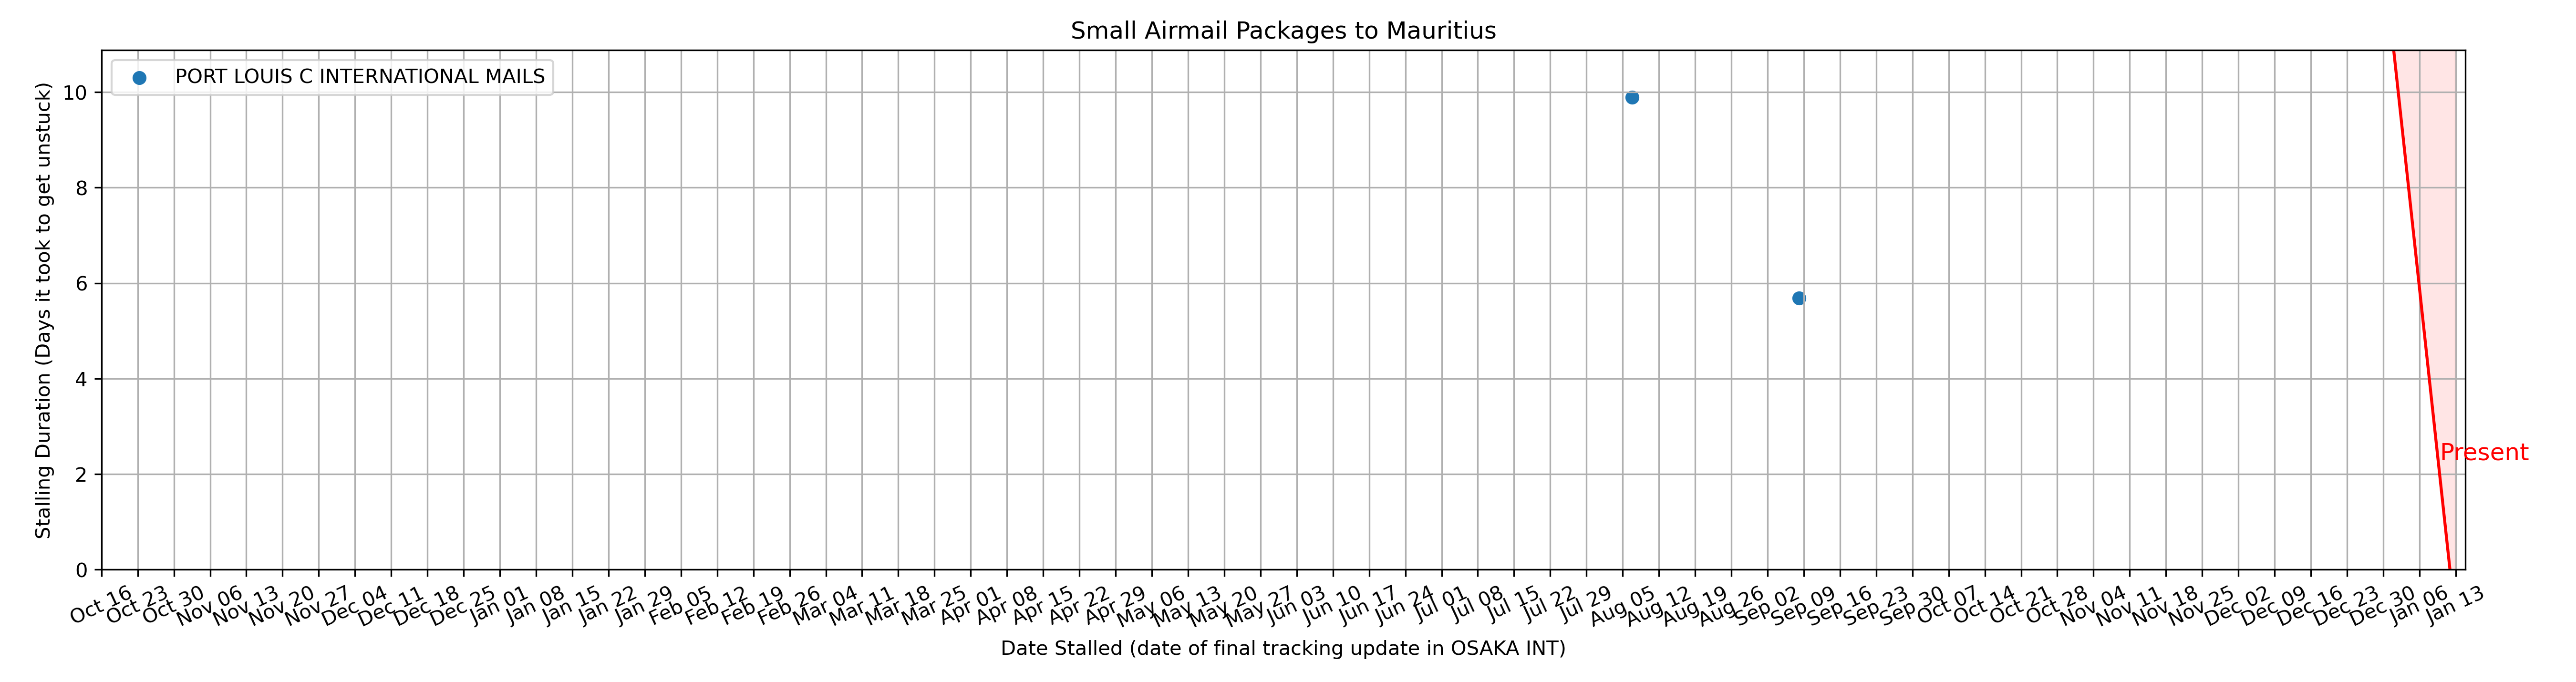 Small Airmail Packages to Mauritius
PORT LOUIS C INTERNATIONAL MAILS
Stalling Duration (Days it took to get unstuck)
10
8
6
4
2
0
Present
Oct 16 Oct 23 Oct 30 Nov 06 Nov 13 Nov 20 Nov 27 Dec 04 Dec 11 Dec 18 Dec 25 Jan 01 Jan 08 Jan 15 Jan 22 Jan 29 Feb 05 Feb 12 Feb 19 Feb 26 Mar 04 Mar 11 Mar 18 Mar 25 Apr 01 Apr 08 Apr 15 Apr 22 Apr 29 May 06 May 13 May 20 May 27 Jun 03 Jun 10 Jun 17 Jun 24 Jul 01 Jul 08 Jul 15 Jul 22 Jul 29 Aug 05 Aug 12 Aug 19 Aug 26 Sep 02 Sep 09 Sep 16 Sep 23 Sep 30 Oct 07 Oct 14 Oct 21 Oct 28 Nov 04 Nov 11 Nov 18 Nov 25 Dec 02 Dec 09 Dec 16 Dec 23 Dec 30 Jan 06 Jan 13
Date Stalled (date of final tracking update in OSAKA INT)